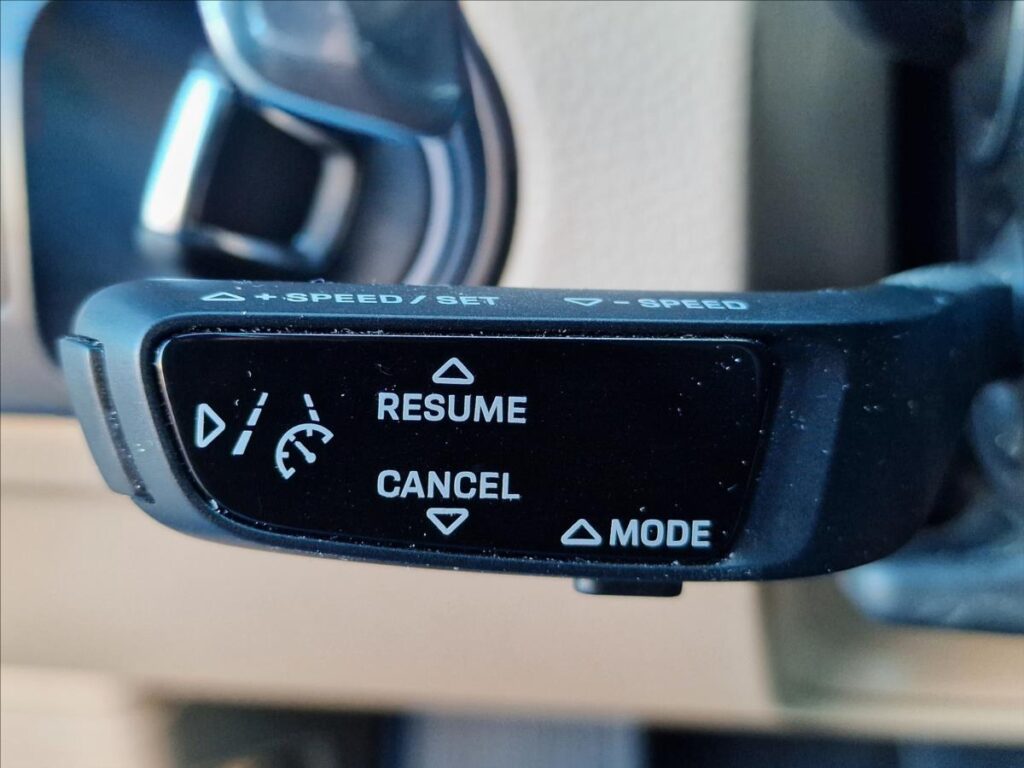 + SPEED / SET
- SPEED
RESUME
CANCEL
MODE